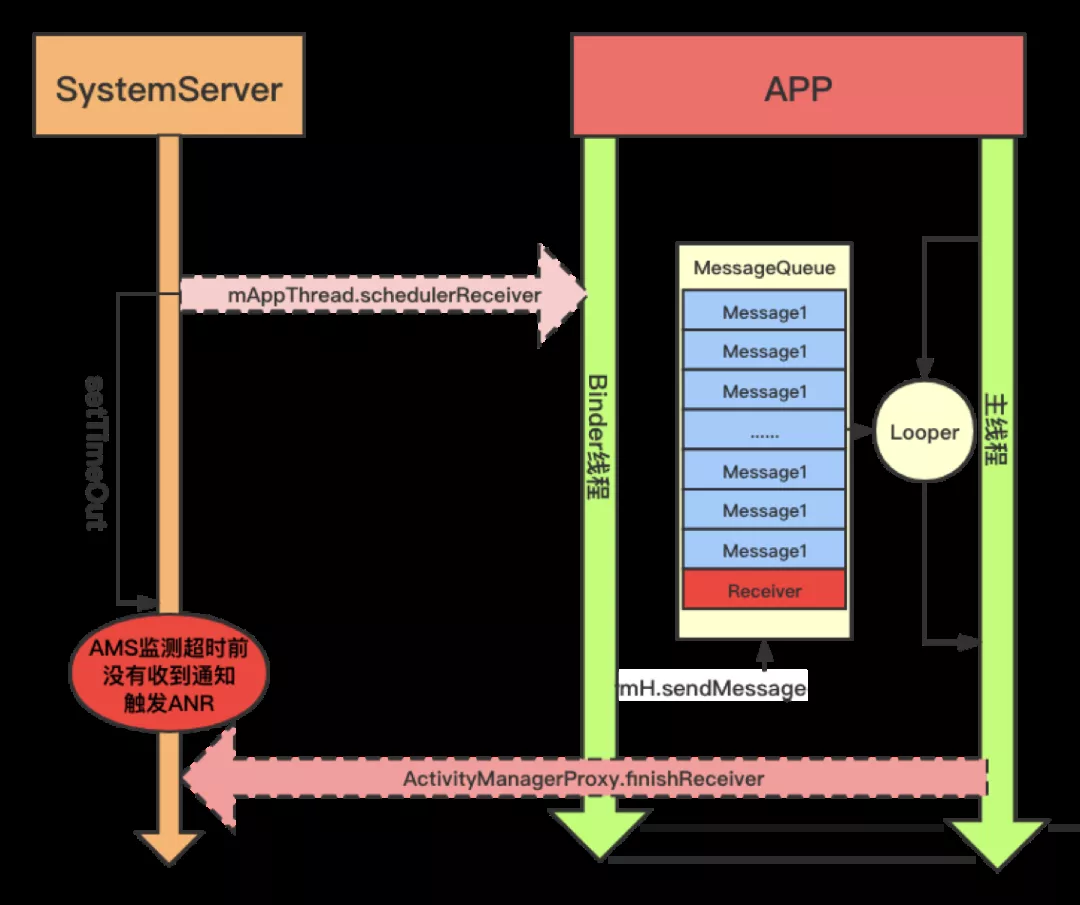 SystemServer
APP
mAppThread.schedulerReceiver
setTimeOut
Binder线程
MessageQueue
Message1
Message1
Message1
......
Message1
Message1
Message1
Receiver
Looper
主线程
mH.sendMessage
AMS监测超时前
没有收到通知
触发ANR
ActivityManagerProxy.finishReceiver